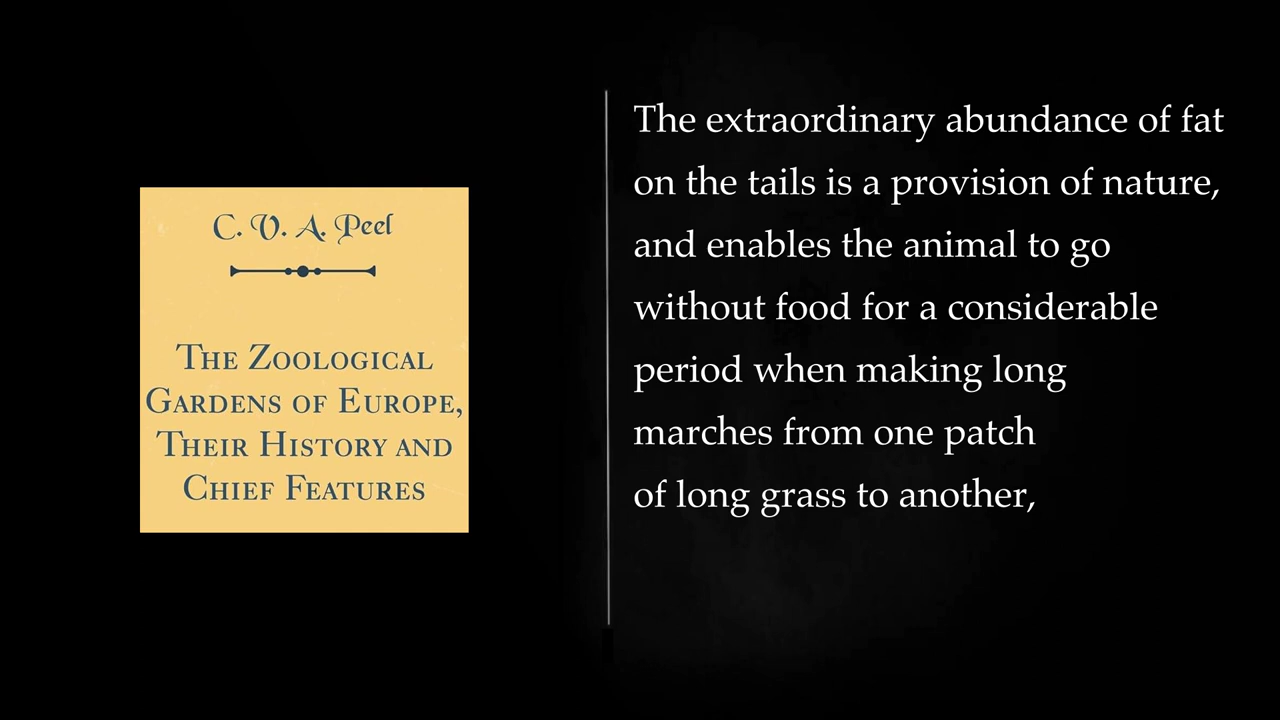 C. V. A. Peel
The Zoological
Gardens of Europe,
Their History and
Chief Features
The extraordinary abundance of fat
on the tails is a provision of nature,
and enables the animal to go
without food for a considerable
period when making long
marches from one patch
of long grass to another,